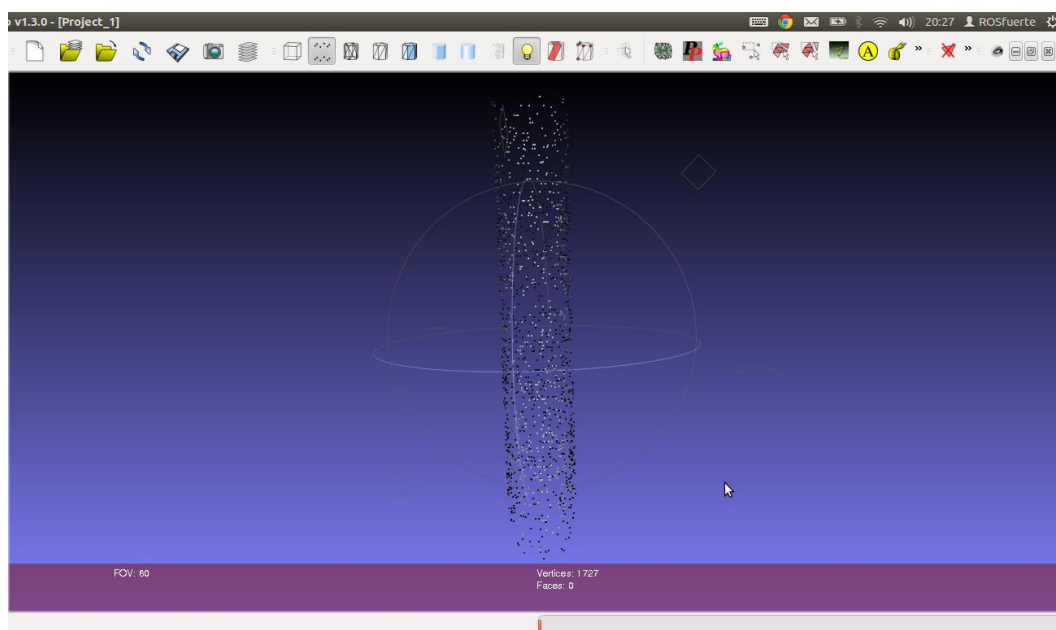 v1.3.0 - [Project_1]
20:27 ROSfuerte
A
FOV: 60
Vertices: 1727
Faces: 0